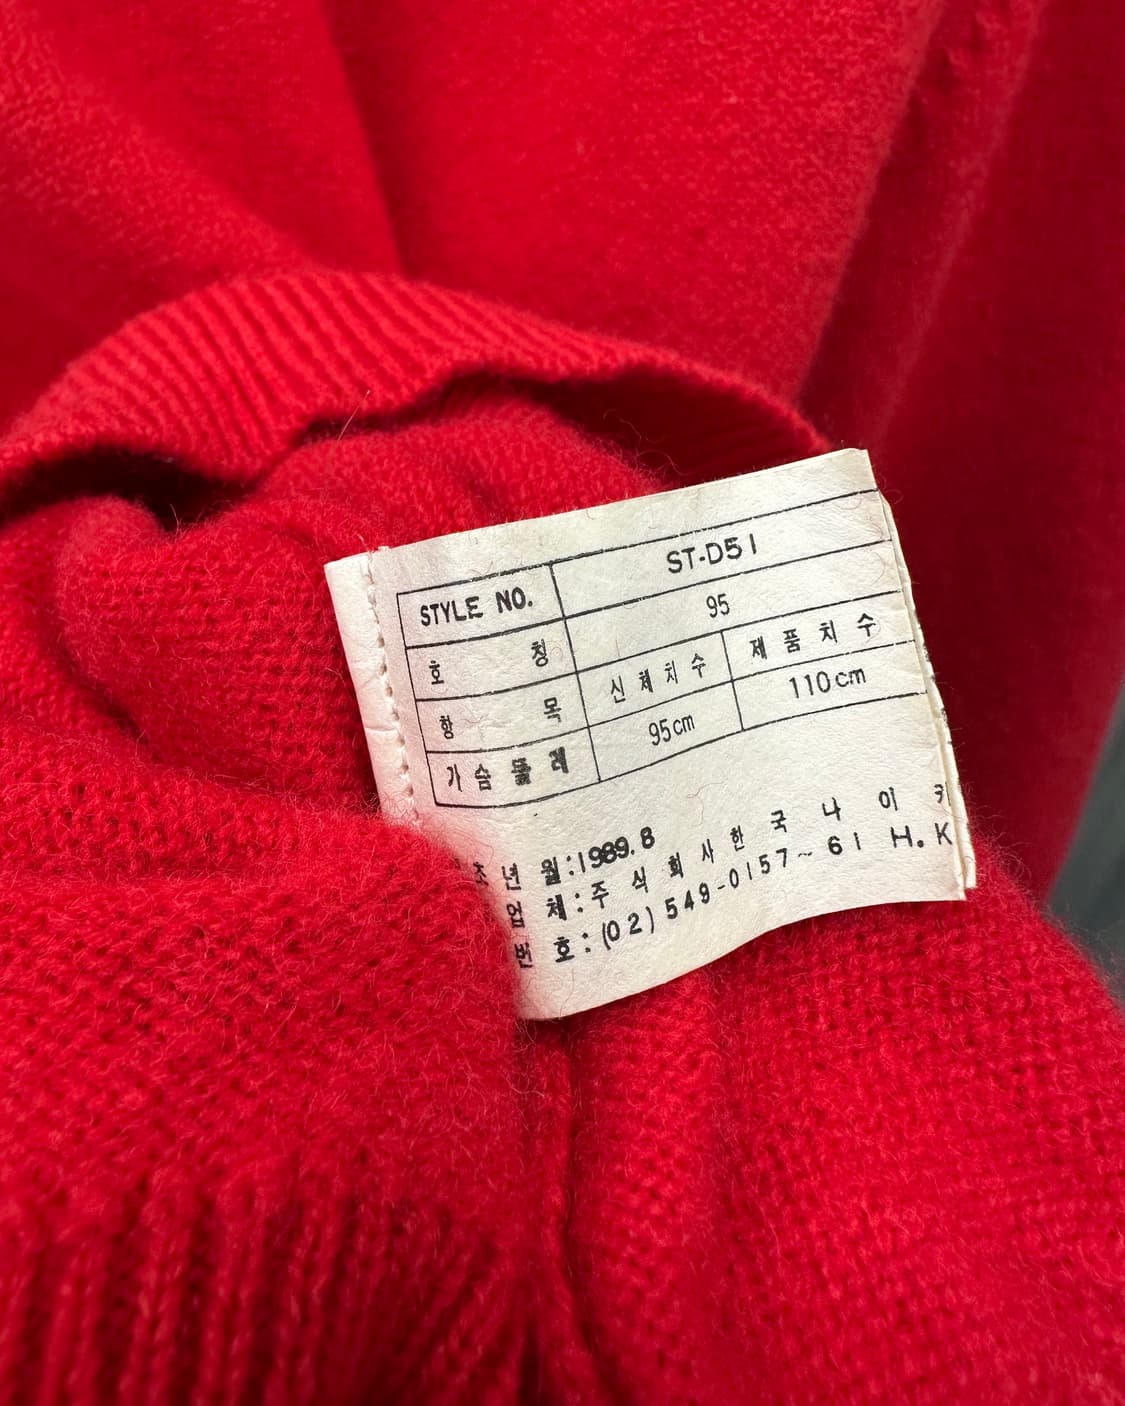 STYLE NO. ST-D51
호 칭 95
항 목 신체치수 제품치수
가슴둘레 95cm 110cm
조 년 월:1989.8
업 체:주식회사한국나이키
번 호:(02)549-0157~61 H.K